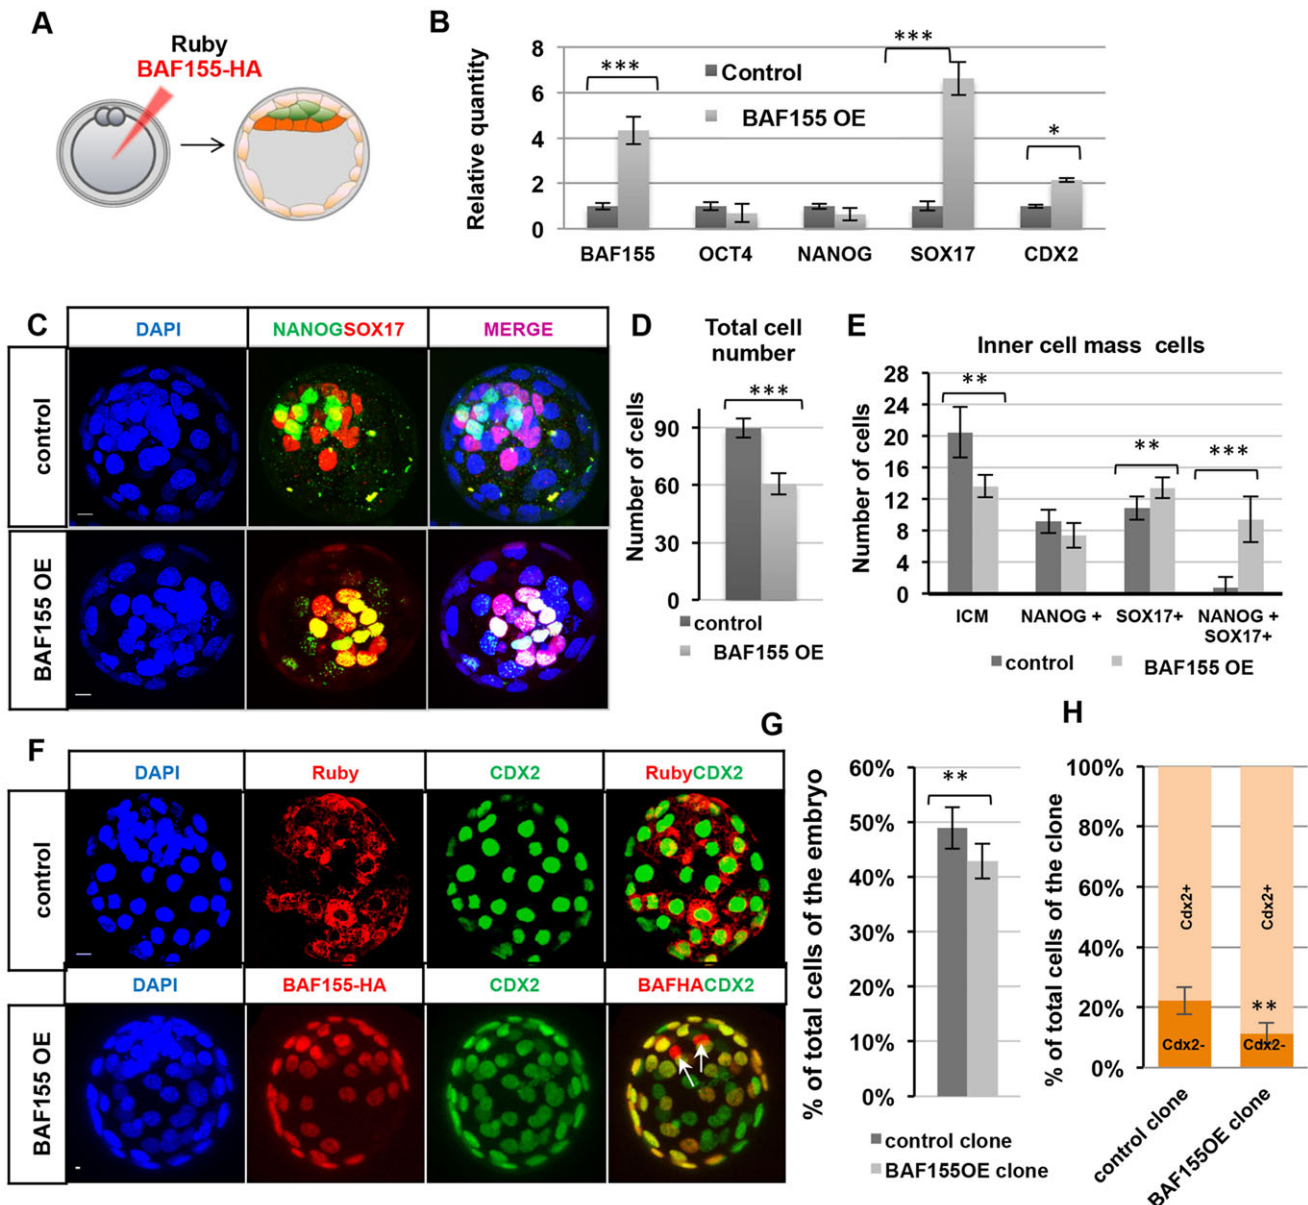 A
Ruby
BAF155-HA
B
Relative quantity
8
6
4
2
0
***
***
*
Control
BAF155 OE
BAF155 OCT4 NANOG SOX17 CDX2
C
DAPI NANOGSOX17 MERGE
control
BAF155 OE
D
Total cell
number
***
Number of cells
90
60
30
0
control
BAF155 OE
E
Inner cell mass cells
Number of cells
28
24
20
16
12
8
4
0
**
**
***
ICM NANOG + SOX17+ NANOG +
SOX17+
control BAF155 OE
F
DAPI Ruby CDX2 RubyCDX2
control
DAPI BAF155-HA CDX2 BAFHACDX2
BAF155 OE
G
% of total cells of the embryo
60%
50%
40%
30%
20%
10%
0%
**
control clone
BAF155OE clone
H
% of total cells of the clone
100%
80%
60%
40%
20%
0%
Cdx2+
Cdx2+
**
Cdx2-
Cdx2-
control clone
BAF155OE clone